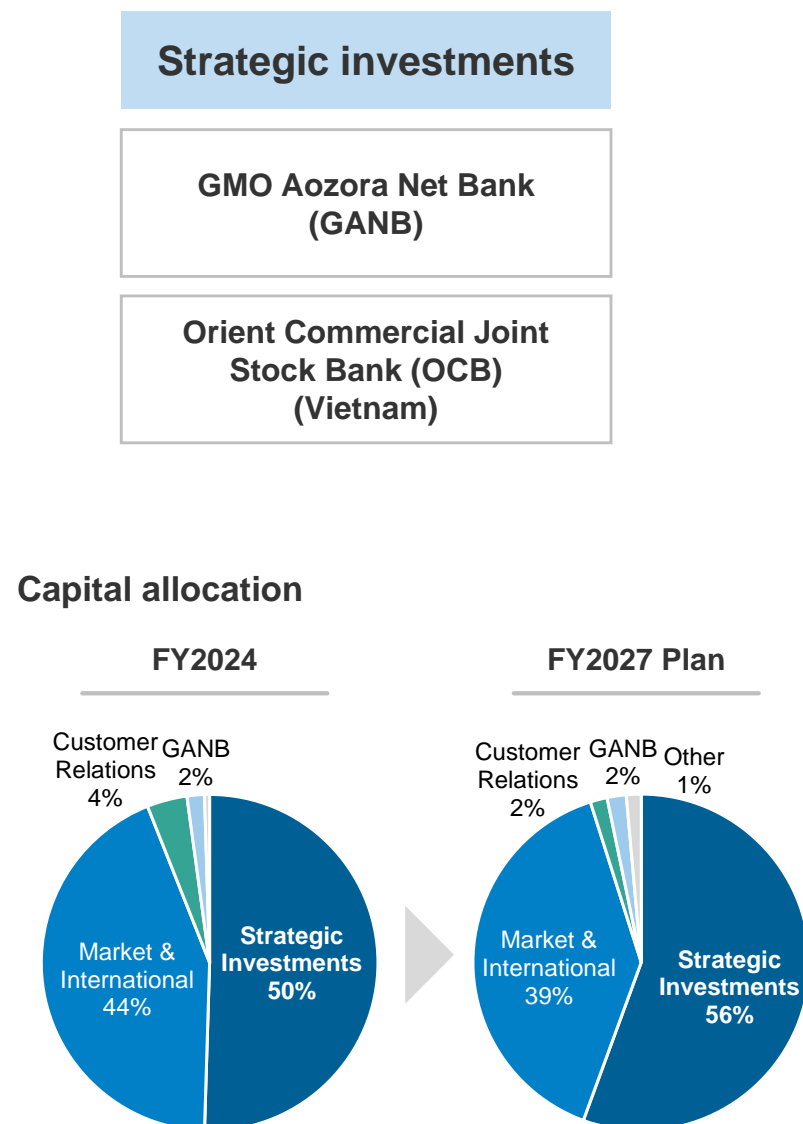 Strategic investments
GMO Aozora Net Bank
(GANB)
Orient Commercial Joint
Stock Bank (OCB)
(Vietnam)
Capital allocation
FY2024
Customer
Relations
4%
GANB
2%
Market &
International
44%
Strategic
Investments
50%
FY2027 Plan
Customer
Relations
2%
GANB
2%
Other
1%
Market &
International
39%
Strategic
Investments
56%